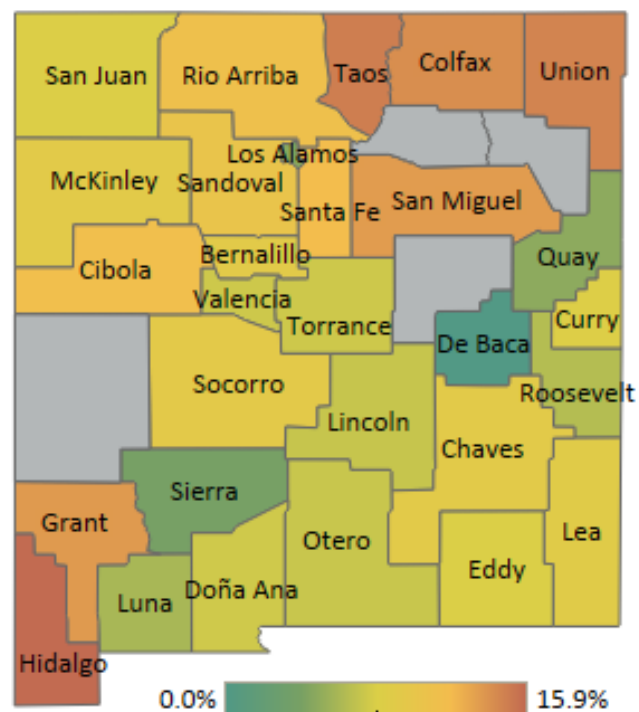 San Juan
Rio Arriba
Taos
Colfax
Union
McKinley
Los Alamos
Sandoval
Santa Fe
San Miguel
Bernalillo
Cibola
Quay
Valencia
Torrance
Curry
De Baca
Socorro
Roosevelt
Lincoln
Chaves
Sierra
Grant
Otero
Lea
Eddy
Doña Ana
Luna
Hidalgo
0.0% 15.9%